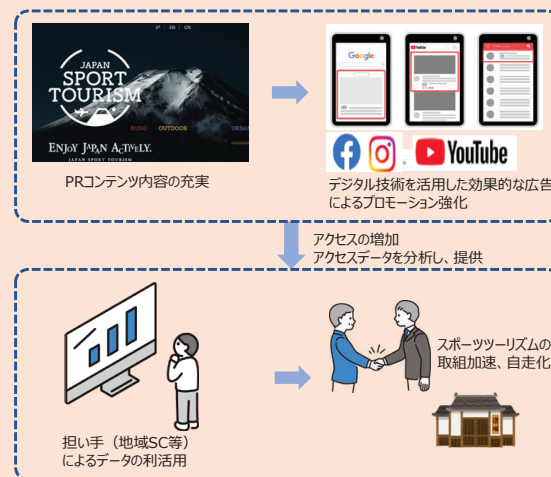 JP | EN | CN
JAPAN
SPORT
TOURISM
BUDO OUTDOOR URBAN
ENJOY JAPAN ACTIVELY.
JAPAN SPORT TOURISM
PRコンテンツ内容の充実
Google
YouTube
YouTube
デジタル技術を活用した効果的な広告
によるプロモーション強化
アクセスの増加
アクセスデータを分析し、提供
担い手（地域SC等）
によるデータの利活用
スポーツツーリズムの
取組加速、自走化